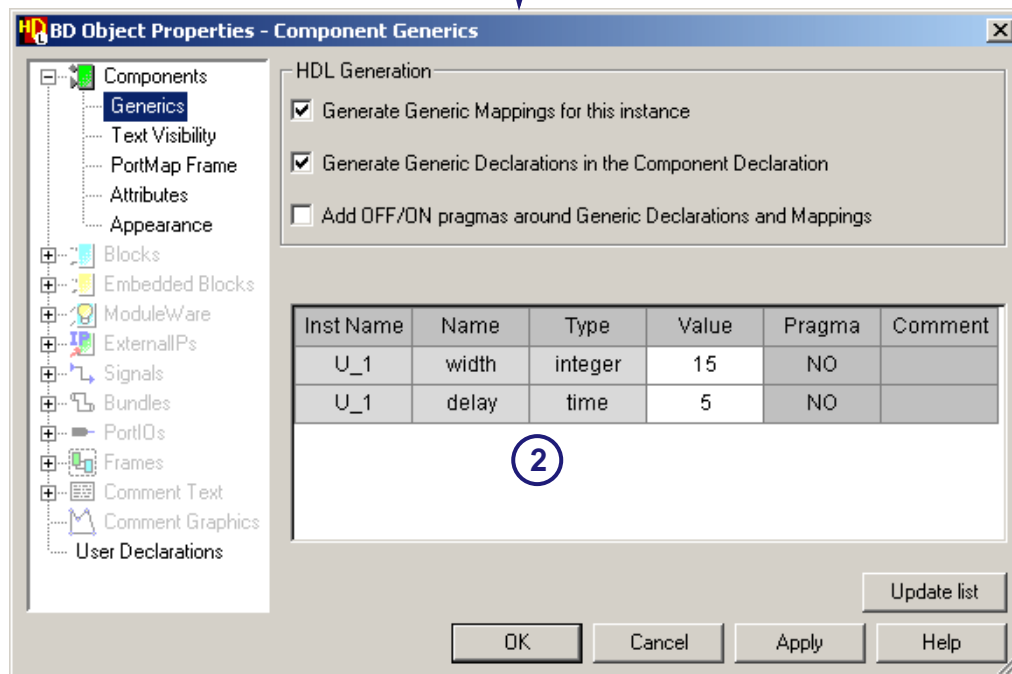 BD Object Properties - Component Generics
Components
Generics
Text Visibility
PortMap Frame
Attributes
Appearance
Blocks
Embedded Blocks
ModuleWare
ExternalIPs
Signals
Bundles
PortIOs
Frames
Comment Text
Comment Graphics
User Declarations
HDL Generation
Generate Generic Mappings for this instance
Generate Generic Declarations in the Component Declaration
Add OFF/ON pragmas around Generic Declarations and Mappings
Inst Name Name Type Value Pragma Comment
U_1 width integer 15 NO
U_1 delay time 5 NO
2
Update list
OK Cancel Apply Help